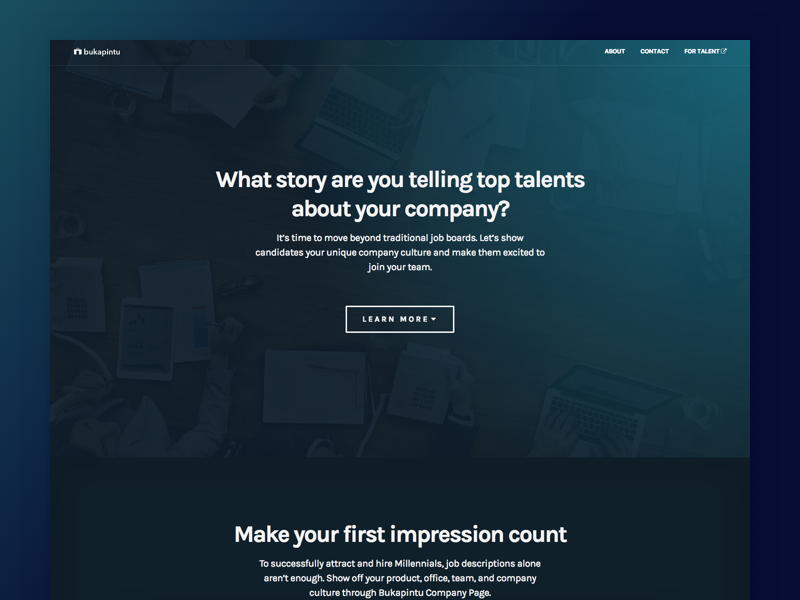 bukapintu
ABOUT CONTACT FOR TALENT
What story are you telling top talents
about your company?
It's time to move beyond traditional job boards. Let's show
candidates your unique company culture and make them excited to
join your team.
LEARN MORE
Make your first impression count
To successfully attract and hire Millennials, job descriptions alone
aren't enough. Show off your product, office, team, and company
culture through Bukapintu Company Page.